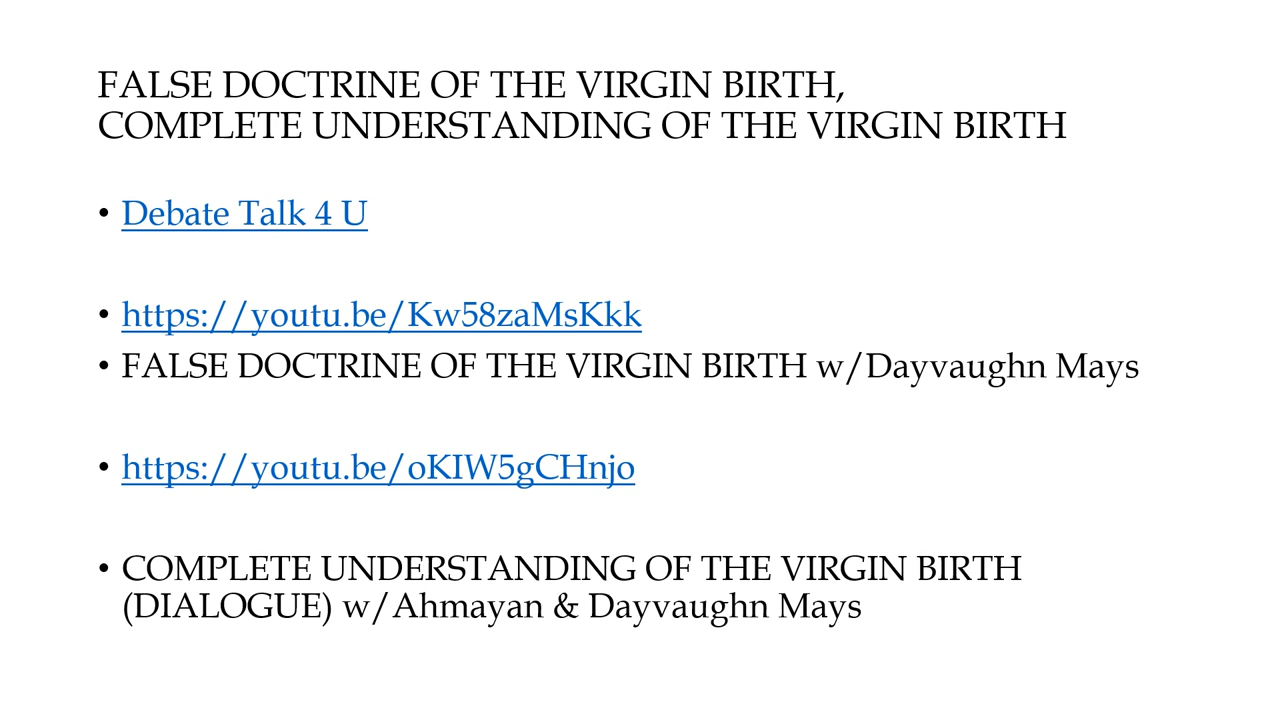 FALSE DOCTRINE OF THE VIRGIN BIRTH,
COMPLETE UNDERSTANDING OF THE VIRGIN BIRTH
• Debate Talk 4 U
• https://youtu.be/Kw58zaMsKkk
• FALSE DOCTRINE OF THE VIRGIN BIRTH w/Dayvaughn Mays
• https://youtu.be/oKIW5gCHnjo
• COMPLETE UNDERSTANDING OF THE VIRGIN BIRTH
(DIALOGUE) w/Ahmayan & Dayvaughn Mays